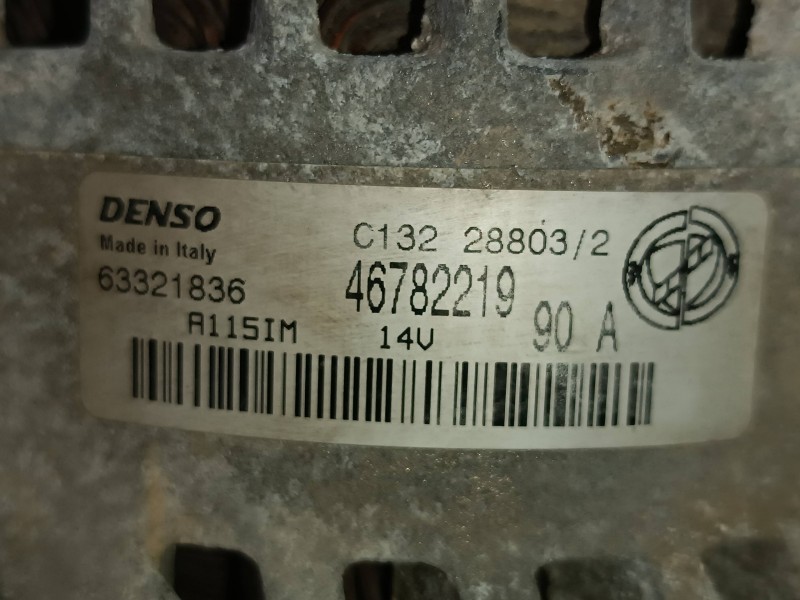 DENSO
Made in Italy
C132 28803/2
63321836
46782219
90 A
A115IM
14V